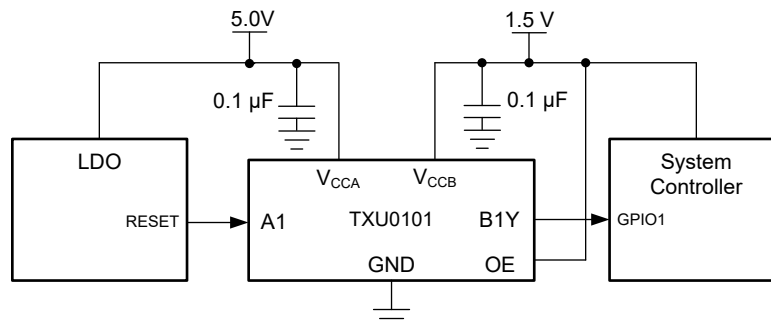 5.0V
1.5 V
0.1 µF
0.1 µF
LDO
RESET
VCCA
VCCB
A1
TXU0101
B1Y
GND
OE
System
Controller
GPIO1